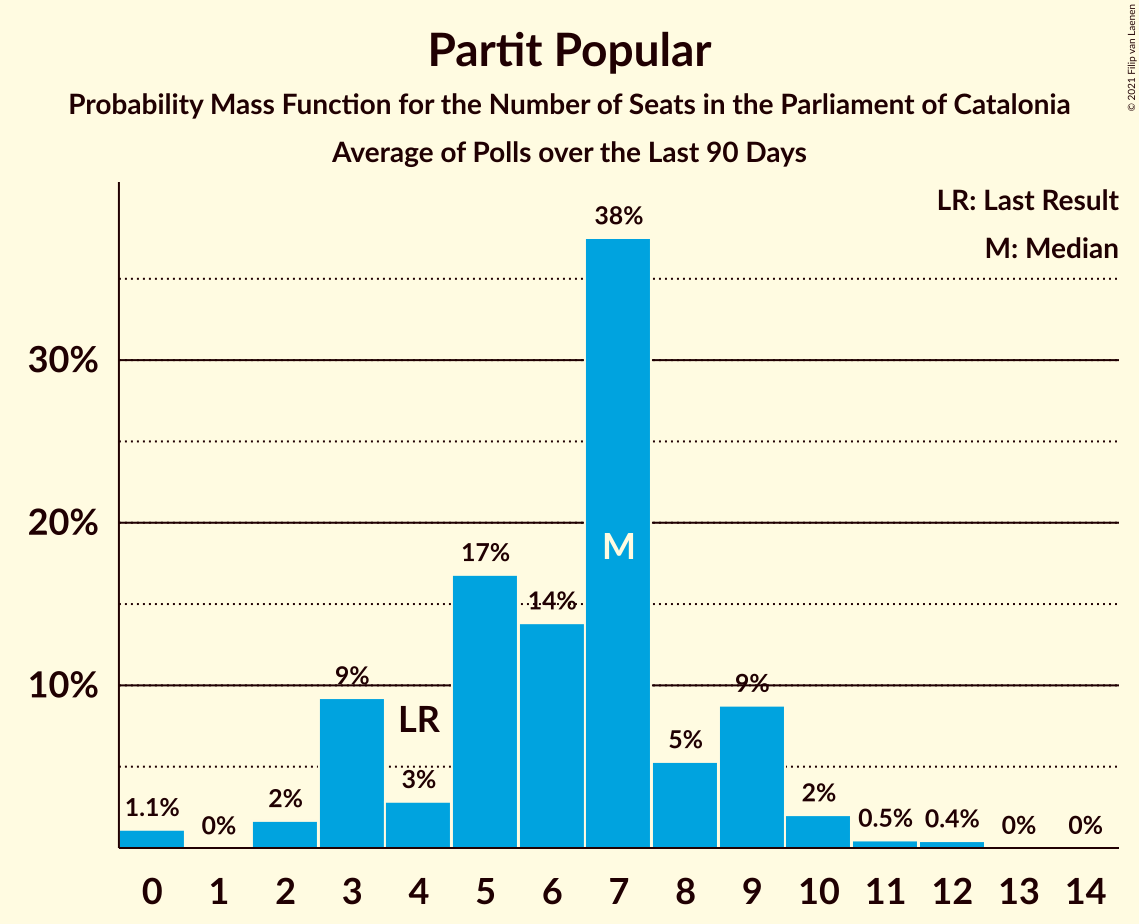 Partit Popular
Probability Mass Function for the Number of Seats in the Parliament of Catalonia
Average of Polls over the Last 90 Days
© 2021 Filip van Laenen
LR: Last Result
M: Median
38%
30%
20%
M
17%
14%
10%
9%
9%
LR
5%
3%
2%
2%
1.1%
0%
0.5%
0.4%
0%
0%
0 1 2 3 4 5 6 7 8 9 10 11 12 13 14